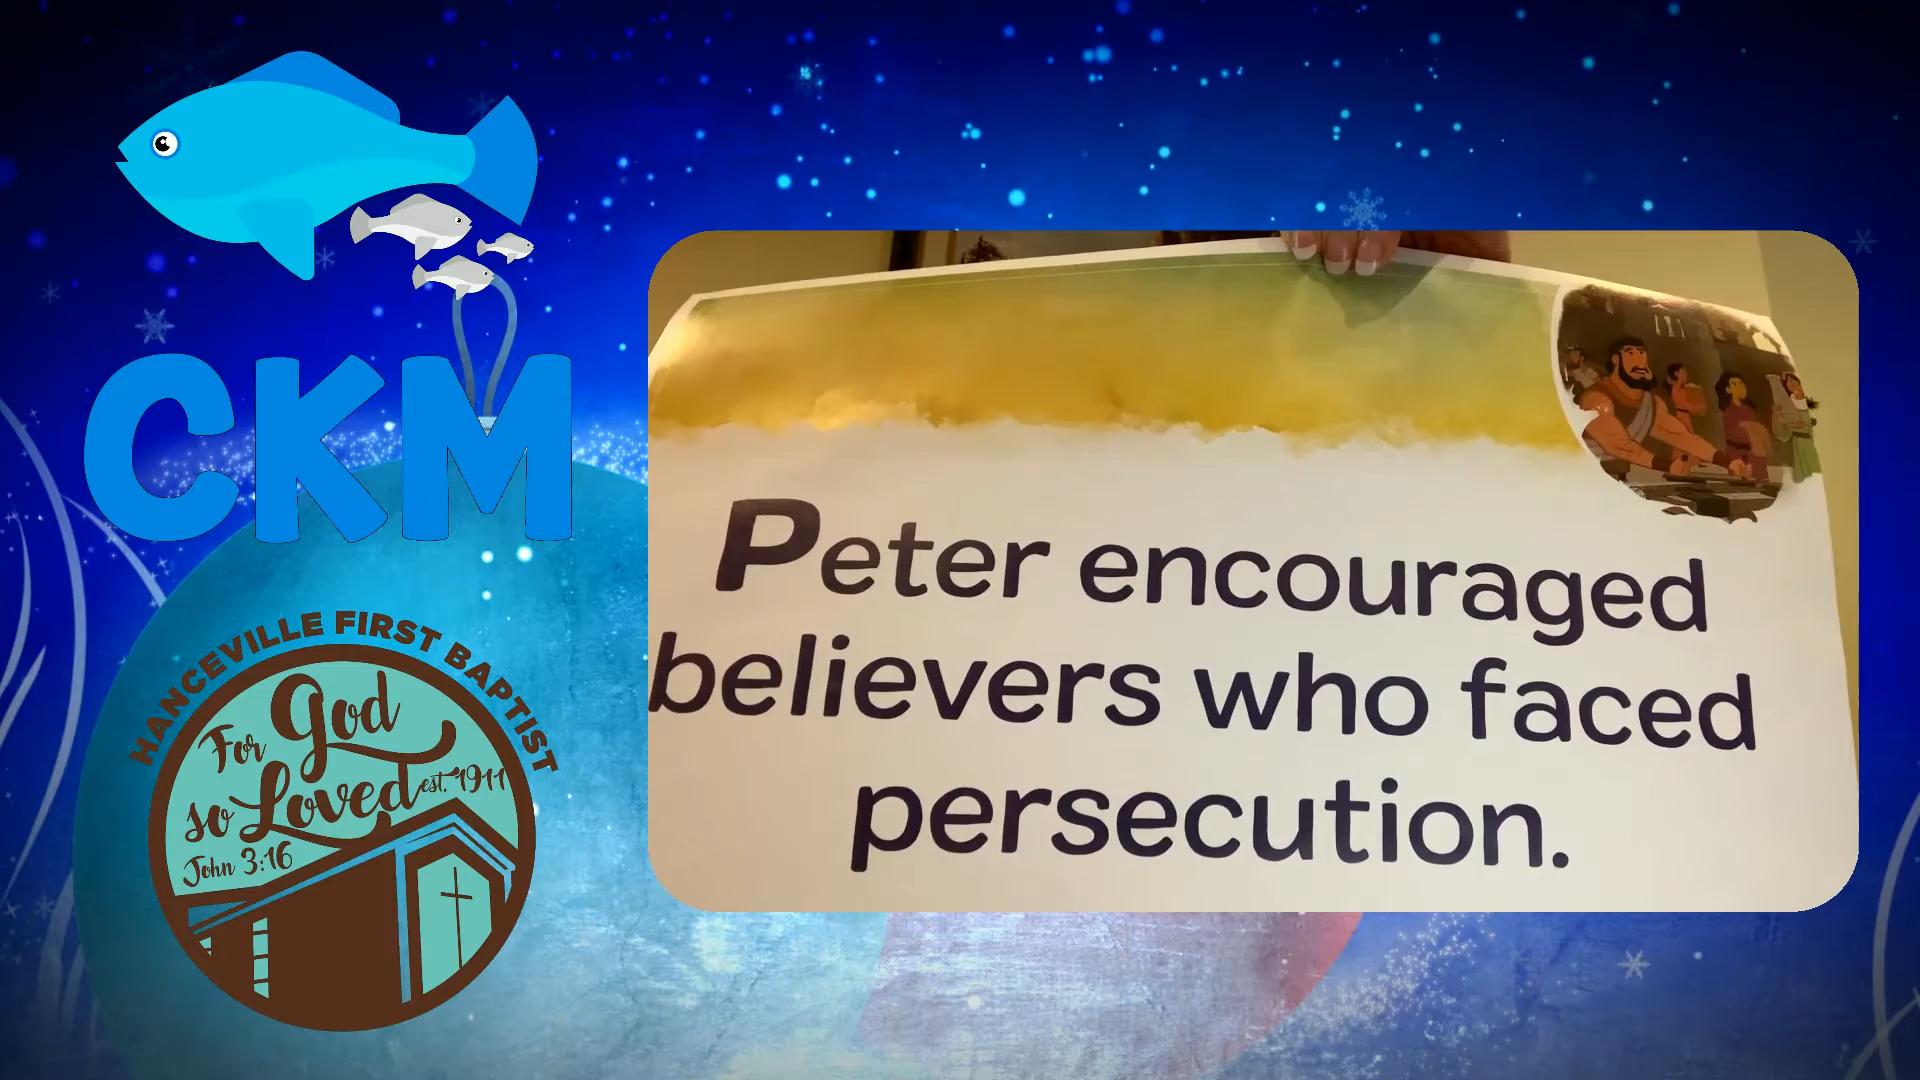 CKM
HANCEVILLE FIRST BAPTIST
For God
so Loved
est. 1911
John 3:16
Peter encouraged
believers who faced
persecution.